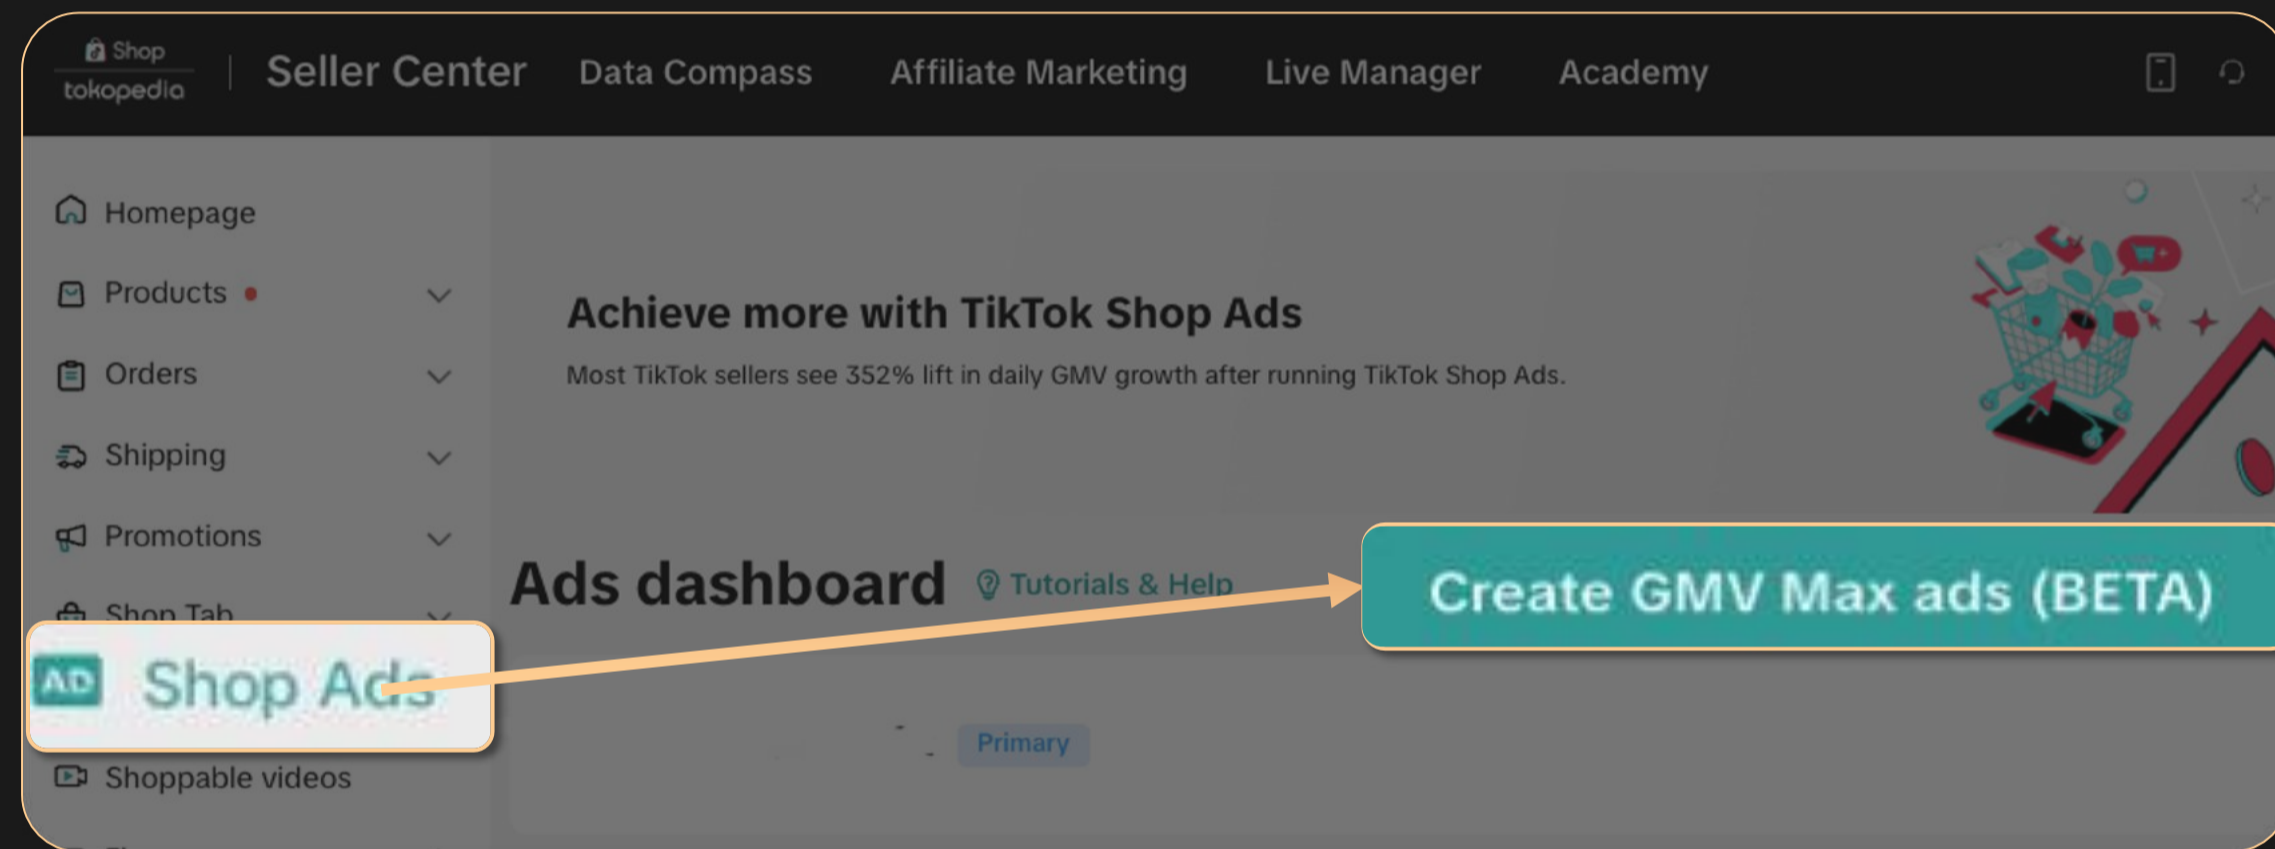 Shop
tokopedia
Seller Center
Data Compass
Affiliate Marketing
Live Manager
Academy
Homepage
Products
Orders
Shipping
Promotions
Shop Tab
AD Shop Ads
Shoppable videos
Achieve more with TikTok Shop Ads
Most TikTok sellers see 352% lift in daily GMV growth after running TikTok Shop Ads.
Ads dashboard
Tutorials & Help
Create GMV Max ads (BETA)
Primary